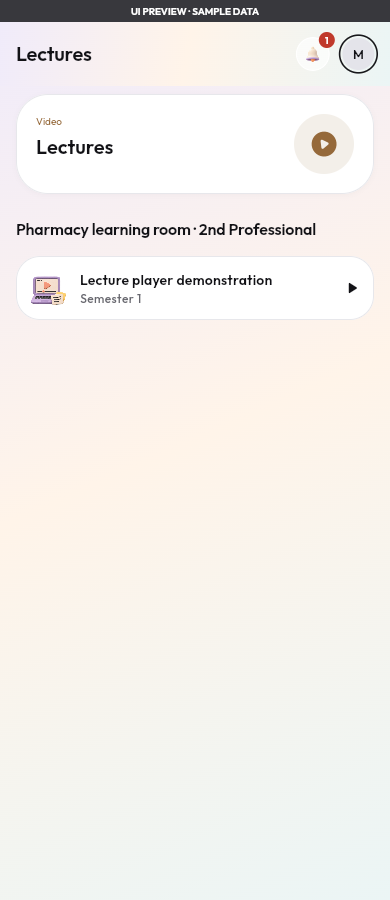 UI PREVIEW · SAMPLE DATA
Lectures
1
M
Video
Lectures
Pharmacy learning room · 2nd Professional
Lecture player demonstration
Semester 1